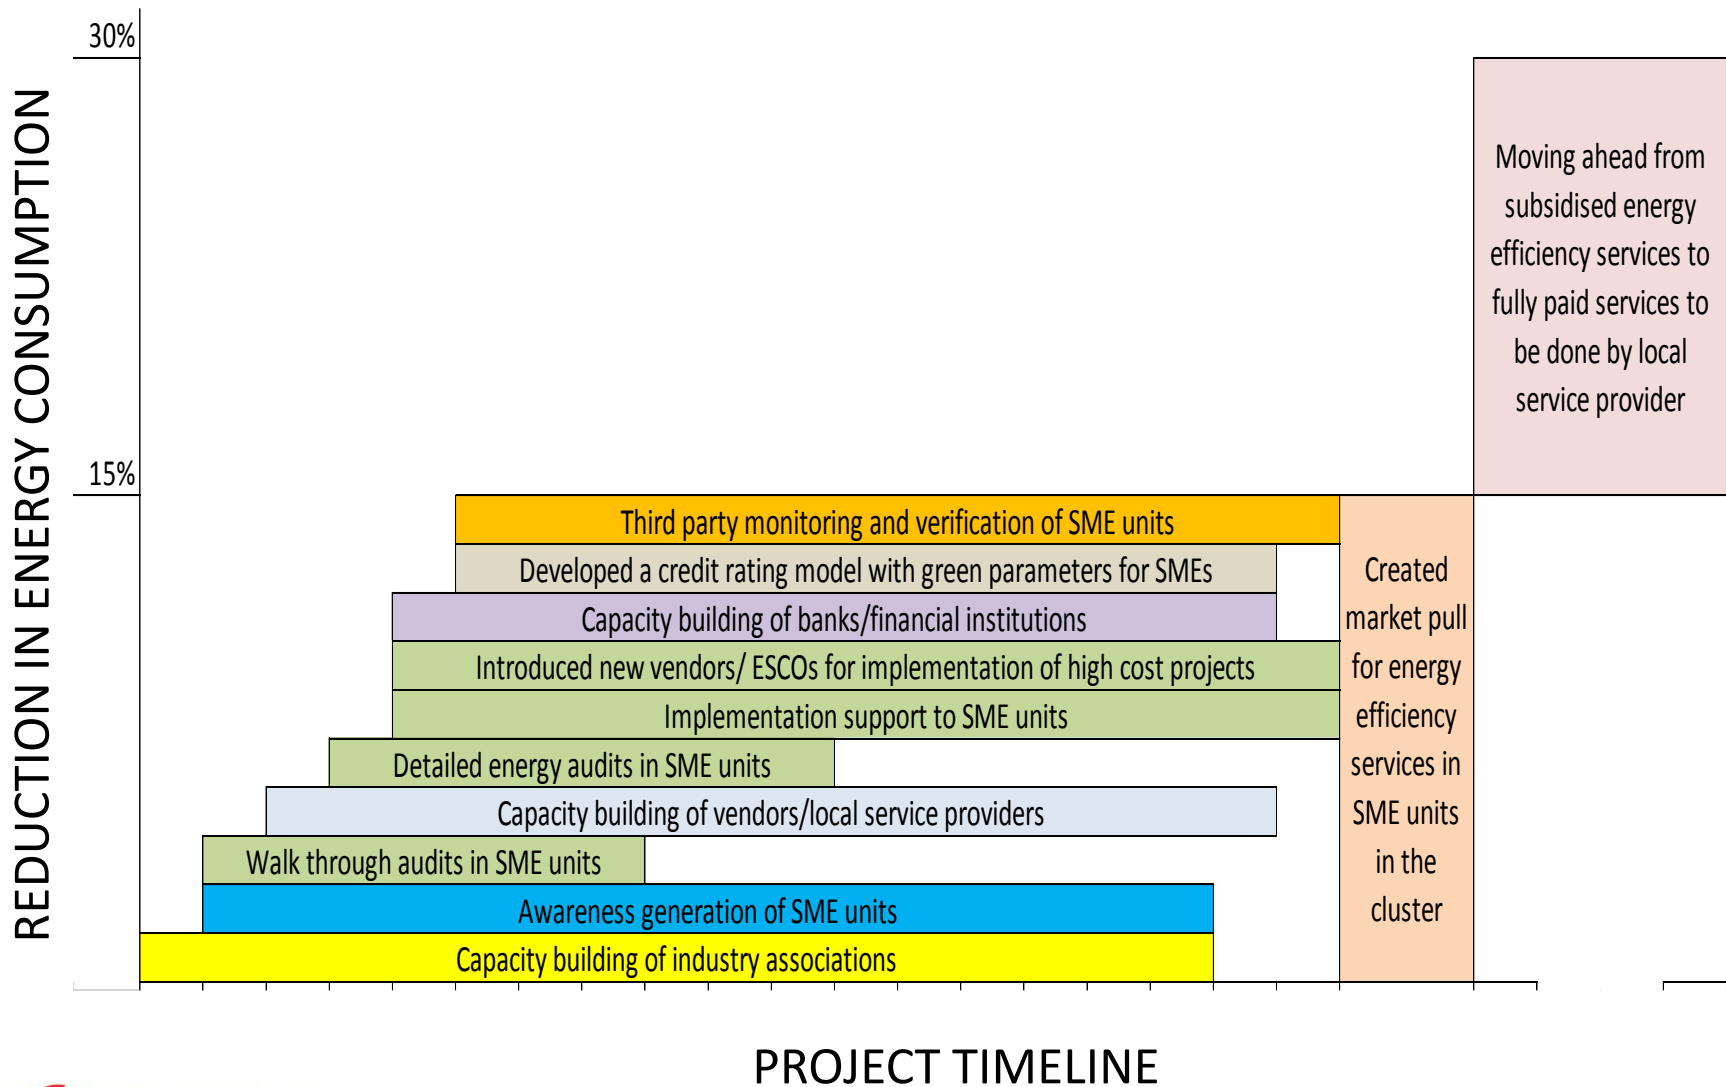 30%
REDUCTION IN ENERGY CONSUMPTION
Moving ahead from
subsidised energy
efficiency services to
fully paid services to
be done by local
service provider
15%
Third party monitoring and verification of SME units
Developed a credit rating model with green parameters for SMEs
Capacity building of banks/financial institutions
Introduced new vendors/ ESCOs for implementation of high cost projects
Implementation support to SME units
Detailed energy audits in SME units
Capacity building of vendors/local service providers
Walk through audits in SME units
Awareness generation of SME units
Capacity building of industry associations
Created
market pull
for energy
efficiency
services in
SME units
in the
cluster
PROJECT TIMELINE